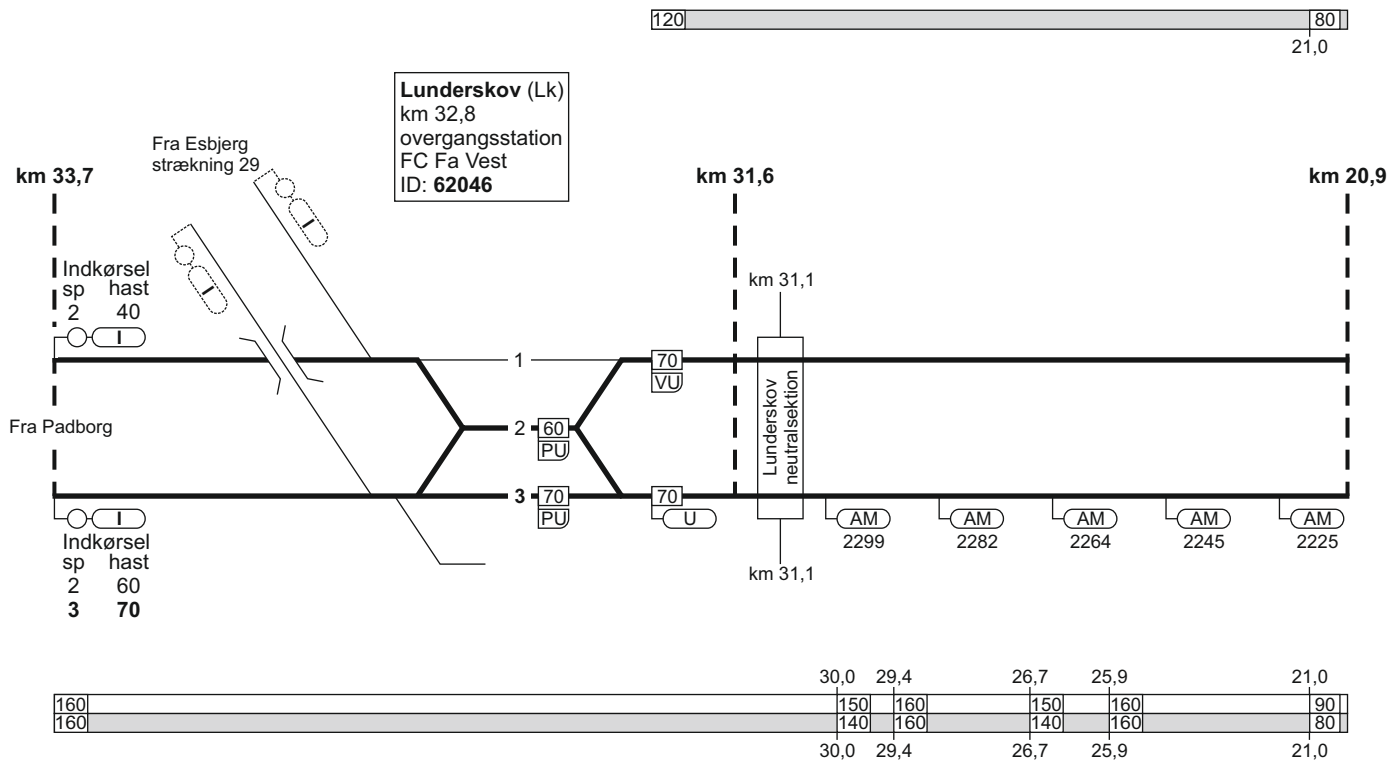 120 80
21,0
Lunderskov (Lk)
km 32,8
overgangsstation
FC Fa Vest
ID: 62046
Fra Esbjerg
strækning 29
km 33,7
km 31,6
km 20,9
I
I
Indkørsel
sp hast
2 40
I
km 31,1
1
70
VU
Fra Padborg
2
60
PU
Lunderskov
neutralsektion
3
70
PU
70
U
I
Indkørsel
sp hast
2 60
3 70
AM AM AM AM AM
2299 2282 2264 2245 2225
km 31,1
30,0 29,4 26,7 25,9 21,0
160 150 160 150 160 90
160 140 160 140 160 80
30,0 29,4 26,7 25,9 21,0